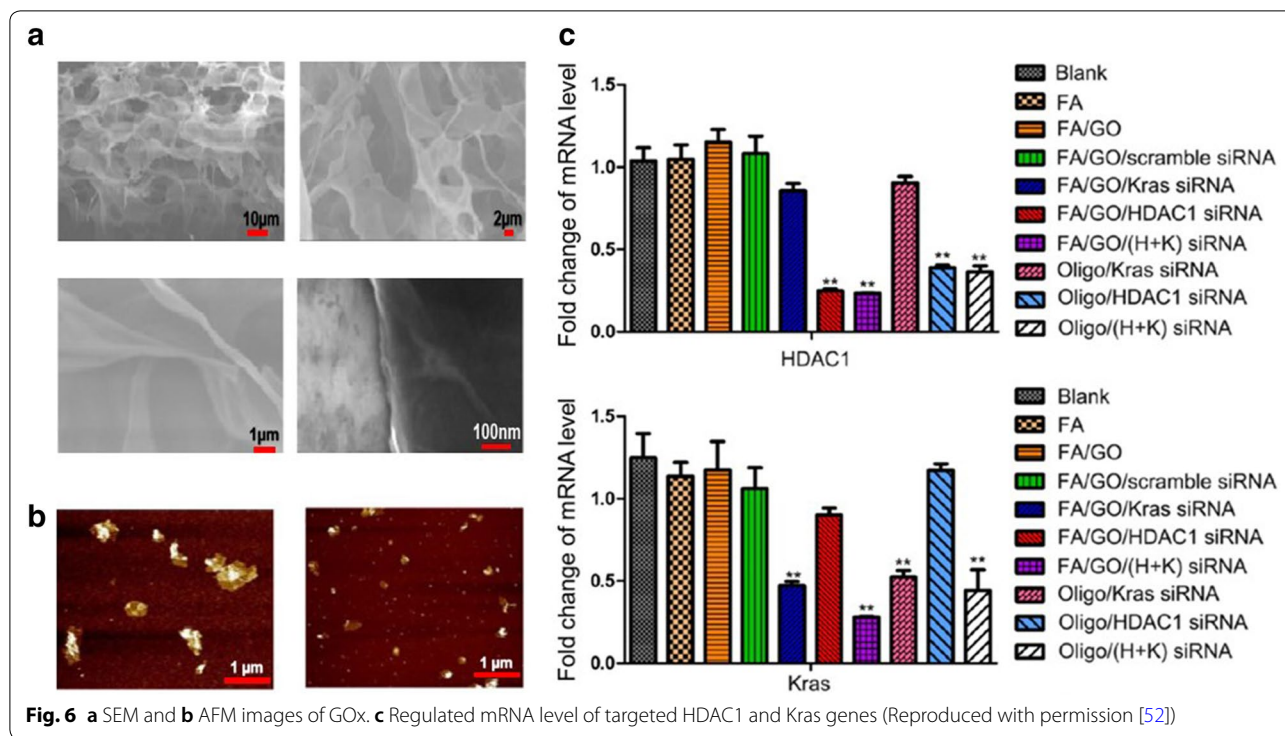 a
10µm
2µm
1µm
100nm
b
1 µm
1 µm
c
Fold change of mRNA level
1.5
1.0
0.5
0.0
** ** ** **
HDAC1
Blank
FA
FA/GO
FA/GO/scramble siRNA
FA/GO/Kras siRNA
FA/GO/HDAC1 siRNA
FA/GO/(H+K) siRNA
Oligo/Kras siRNA
Oligo/HDAC1 siRNA
Oligo/(H+K) siRNA
Fold change of mRNA level
1.5
1.0
0.5
0.0
** ** ** **
Kras
Blank
FA
FA/GO
FA/GO/scramble siRNA
FA/GO/Kras siRNA
FA/GO/HDAC1 siRNA
FA/GO/(H+K) siRNA
Oligo/Kras siRNA
Oligo/HDAC1 siRNA
Oligo/(H+K) siRNA
Fig. 6 a SEM and b AFM images of GOx. c Regulated mRNA level of targeted HDAC1 and Kras genes (Reproduced with permission [52])